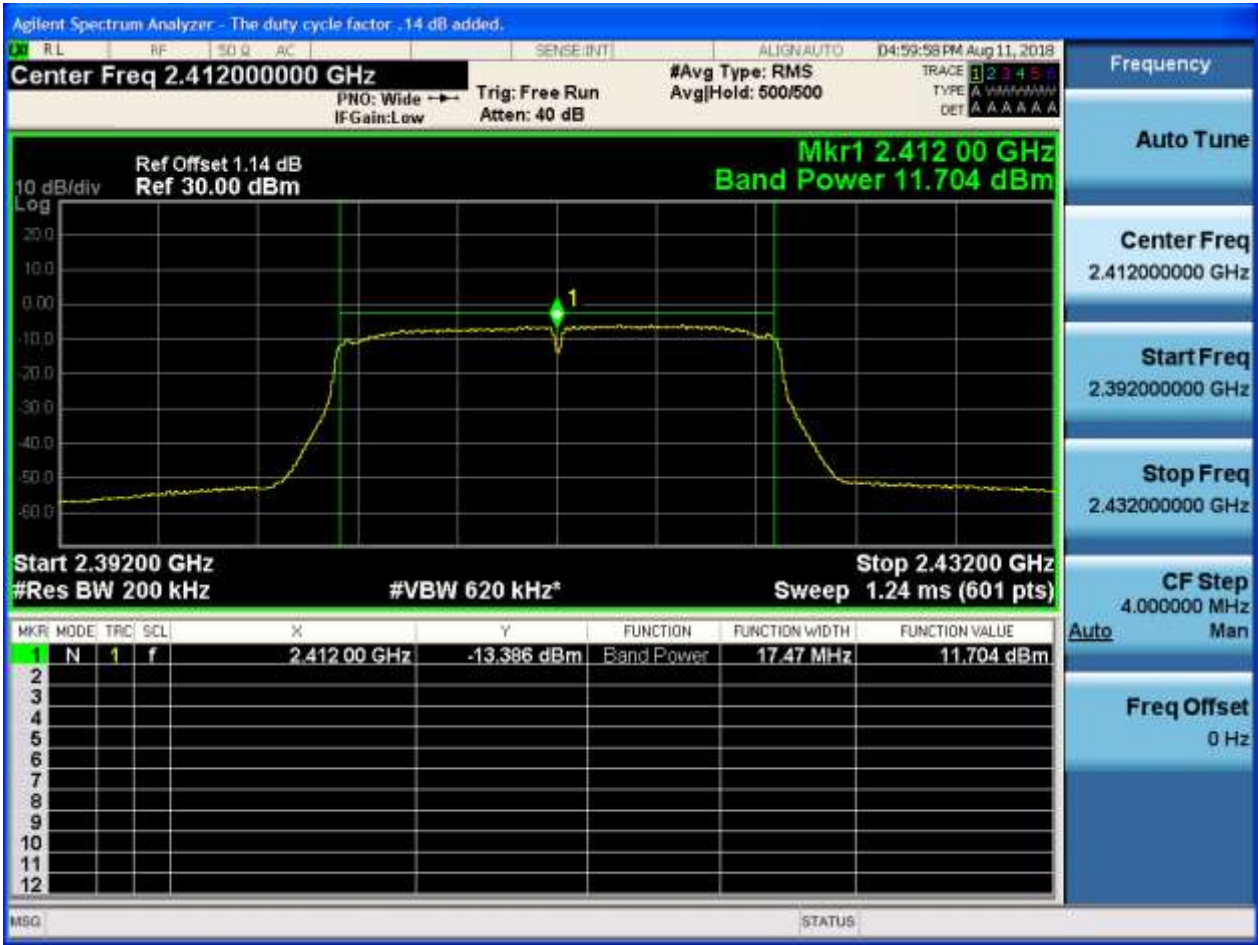 Agilent Spectrum Analyzer - The duty cycle factor .14 dB added.
RL RF 50 Ω AC SENSE:INT ALIGNAUTO 04:59:58 PM Aug 11, 2018
Center Freq 2.412000000 GHz
PNO: Wide
IFGain:Low
Trig: Free Run
Atten: 40 dB
#Avg Type: RMS
Avg|Hold: 500/500
TRACE 1 2 3 4 5 6
TYPE A WWWWW
DET A A A A A A
Ref Offset 1.14 dB
10 dB/div Ref 30.00 dBm
Log
Mkr1 2.412 00 GHz
Band Power 11.704 dBm
20.0
10.0
0.00
-10.0
-20.0
-30.0
-40.0
-50.0
-60.0
1
Start 2.39200 GHz Stop 2.43200 GHz
#Res BW 200 kHz #VBW 620 kHz* Sweep 1.24 ms (601 pts)
MKR MODE TRC SCL X Y FUNCTION FUNCTION WIDTH FUNCTION VALUE
1 N 1 f 2.412 00 GHz -13.386 dBm Band Power 17.47 MHz 11.704 dBm
2
3
4
5
6
7
8
9
10
11
12
MSG STATUS
Frequency
Auto Tune
Center Freq
2.412000000 GHz
Start Freq
2.392000000 GHz
Stop Freq
2.432000000 GHz
CF Step
4.000000 MHz
Auto Man
Freq Offset
0 Hz